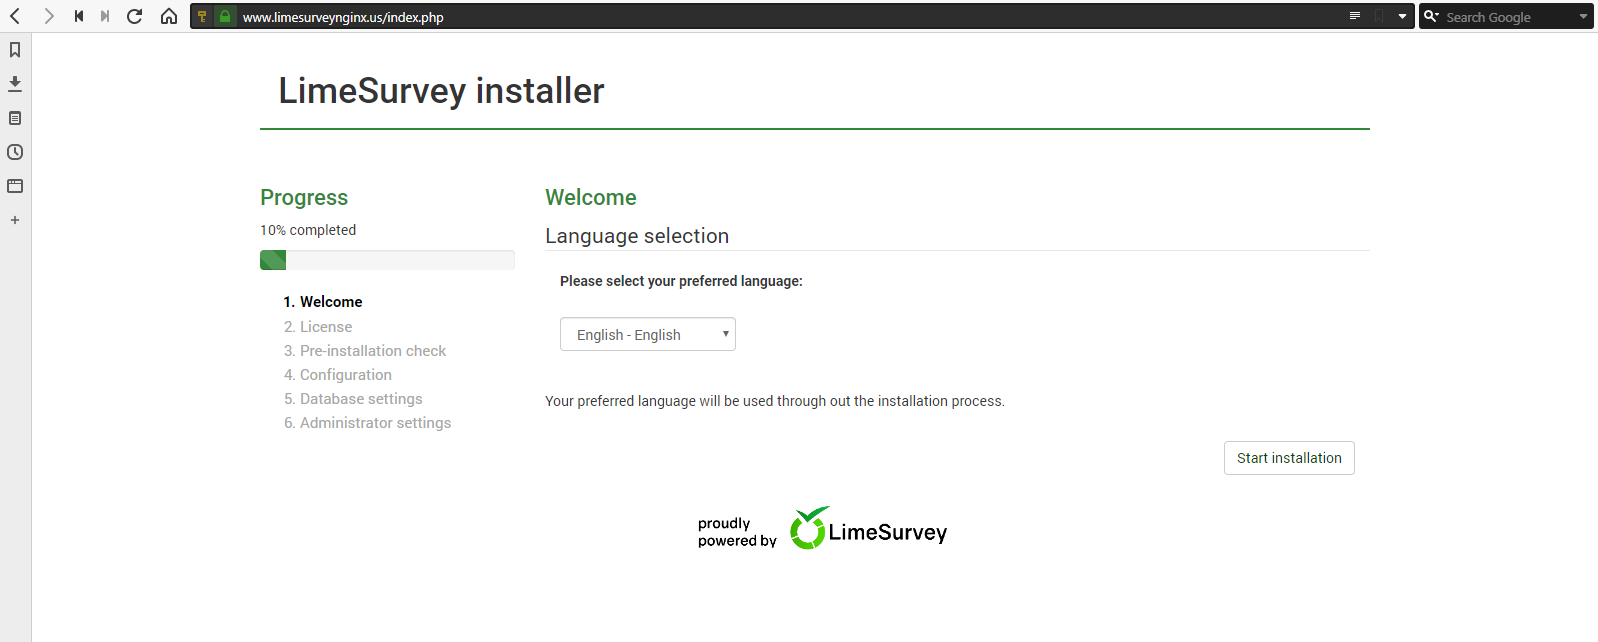 www.limesurveynginx.us/index.php
Search Google
LimeSurvey installer
Progress
10% completed
1. Welcome
2. License
3. Pre-installation check
4. Configuration
5. Database settings
6. Administrator settings
Welcome
Language selection
Please select your preferred language:
English - English
Your preferred language will be used through out the installation process.
Start installation
proudly
powered by
LimeSurvey